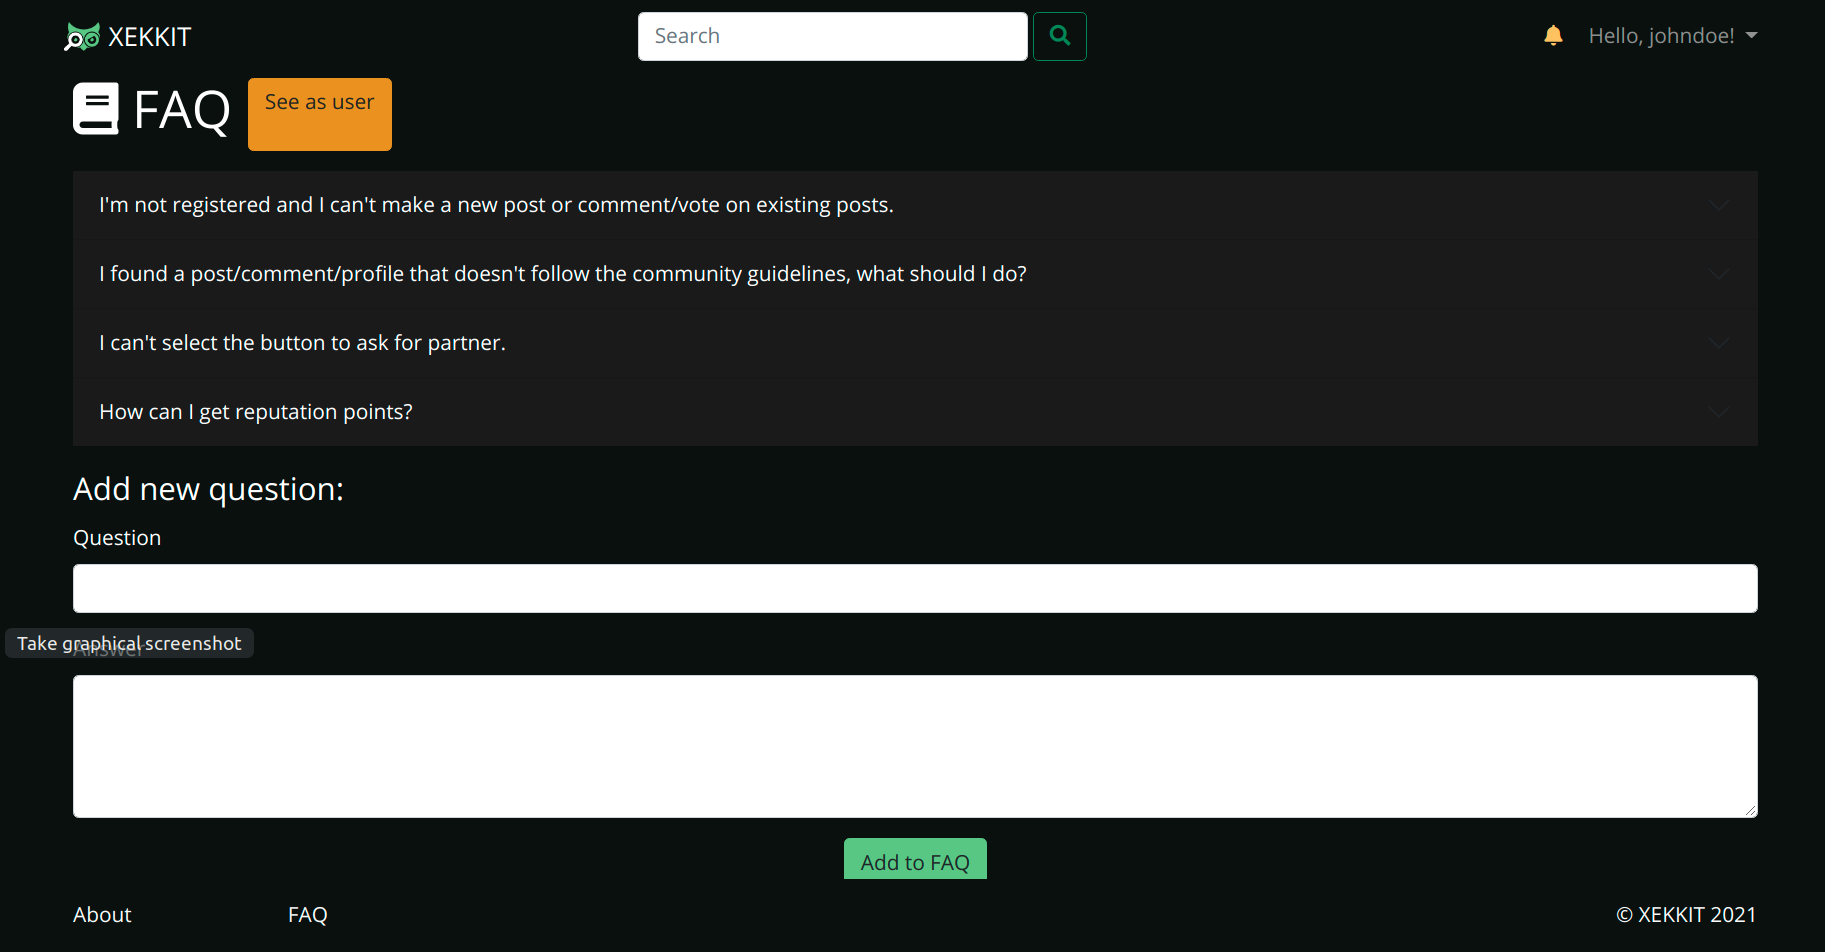 XEKKIT
Search
Hello, johndoe!
FAQ
See as user
I'm not registered and I can't make a new post or comment/vote on existing posts.
I found a post/comment/profile that doesn't follow the community guidelines, what should I do?
I can't select the button to ask for partner.
How can I get reputation points?
Add new question:
Question
Take graphical screenshot
Answer
Add to FAQ
About
FAQ
© XEKKIT 2021